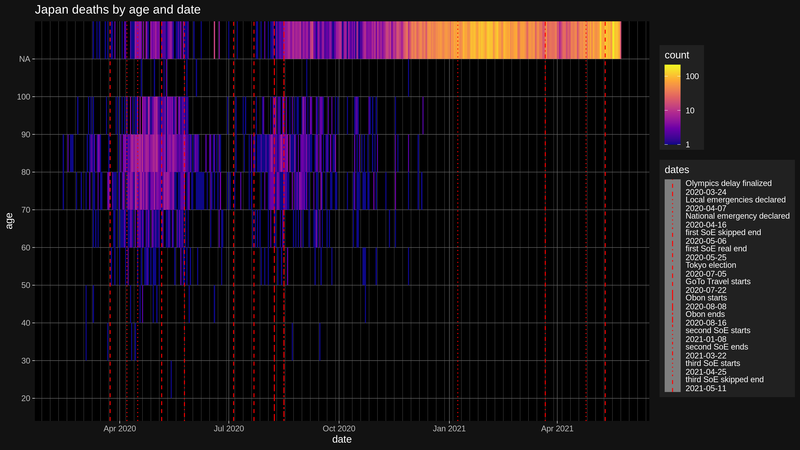 Japan deaths by age and date
NA
100
90
80
70
60
50
40
30
20
age
Apr 2020
Jul 2020
Oct 2020
Jan 2021
Apr 2021
date
count
100
10
1
dates
Olympics delay finalized
2020-03-24
Local emergencies declared
2020-04-07
National emergency declared
2020-04-16
first SoE skipped end
2020-05-06
first SoE real end
2020-05-25
Tokyo election
2020-07-05
GoTo Travel starts
2020-07-22
Obon starts
2020-08-08
Obon ends
2020-08-16
second SoE starts
2021-01-08
second SoE ends
2021-03-22
third SoE starts
2021-04-25
third SoE skipped end
2021-05-11